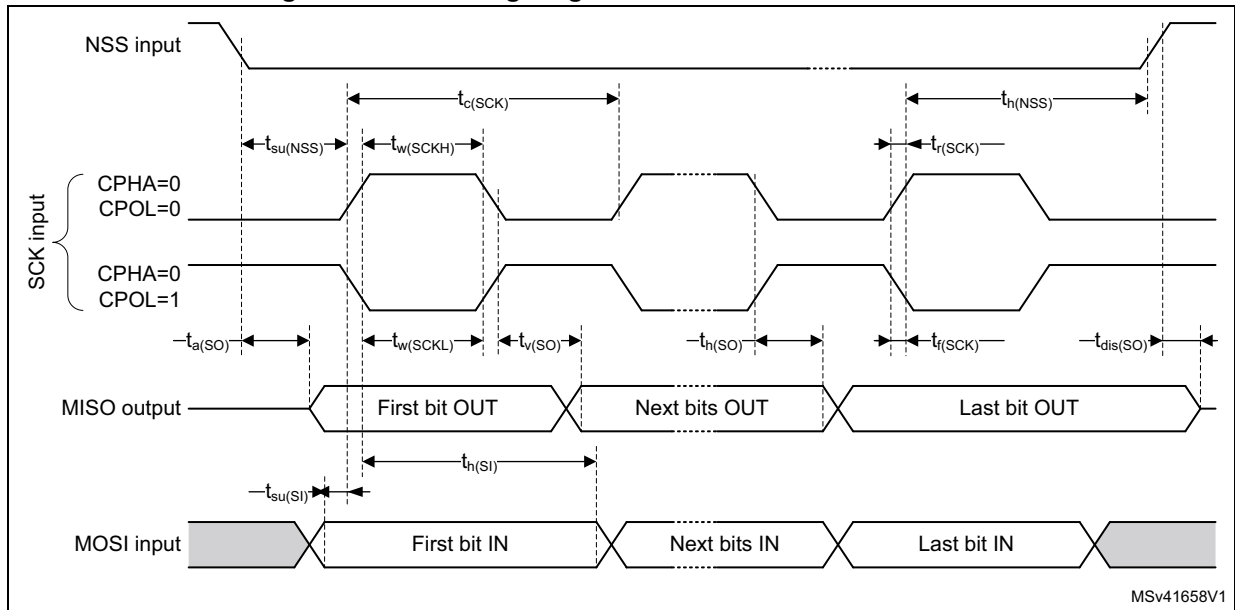 NSS input
tc(SCK)
th(NSS)
tsu(NSS)
tw(SCKH)
tr(SCK)
SCK input
CPHA=0
CPOL=0
CPHA=0
CPOL=1
ta(SO)
tw(SCKL)
tv(SO)
th(SO)
tf(SCK)
tdis(SO)
MISO output
First bit OUT
Next bits OUT
Last bit OUT
th(SI)
tsu(SI)
MOSI input
First bit IN
Next bits IN
Last bit IN
MSv41658V1